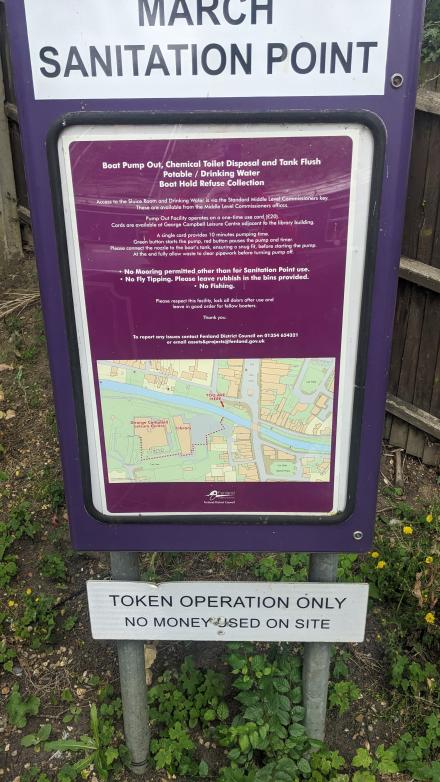 MARCH
SANITATION POINT
Boat Pump Out, Chemical Toilet Disposal and Tank Flush
Potable / Drinking Water
Boat Hold Refuse Collection
Access to the Sluice Room and Drinking Water is via the Standard Middle Level Commissioners key.
These are available from the Middle Level Commissioners offices.
Pump Out Facility operates on a one-time use card (£20).
Cards are available at George Campbell Leisure Centre adjacent to the library building.
A single card provides 10 minutes pumping time.
Green button starts the pump, red button pauses the pump and timer.
Please connect the nozzle to the boat's tank, ensuring a snug fit, before starting the pump.
At the end fully allow waste to clear pipework before turning pump off.
• No Mooring permitted other than for Sanitation Point use.
• No Fly Tipping. Please leave rubbish in the bins provided.
• No Fishing.
Please respect this facility, lock all doors after use and
leave in good order for fellow boaters.
Thank you.
To report any issues contact Fenland District Council on 01354 654321
or email assets&projects@fenland.gov.uk
YOU ARE
HERE
George Campbell
Leisure Centre
Library
Fenland
Fenland District Council
TOKEN OPERATION ONLY
NO MONEY USED ON SITE